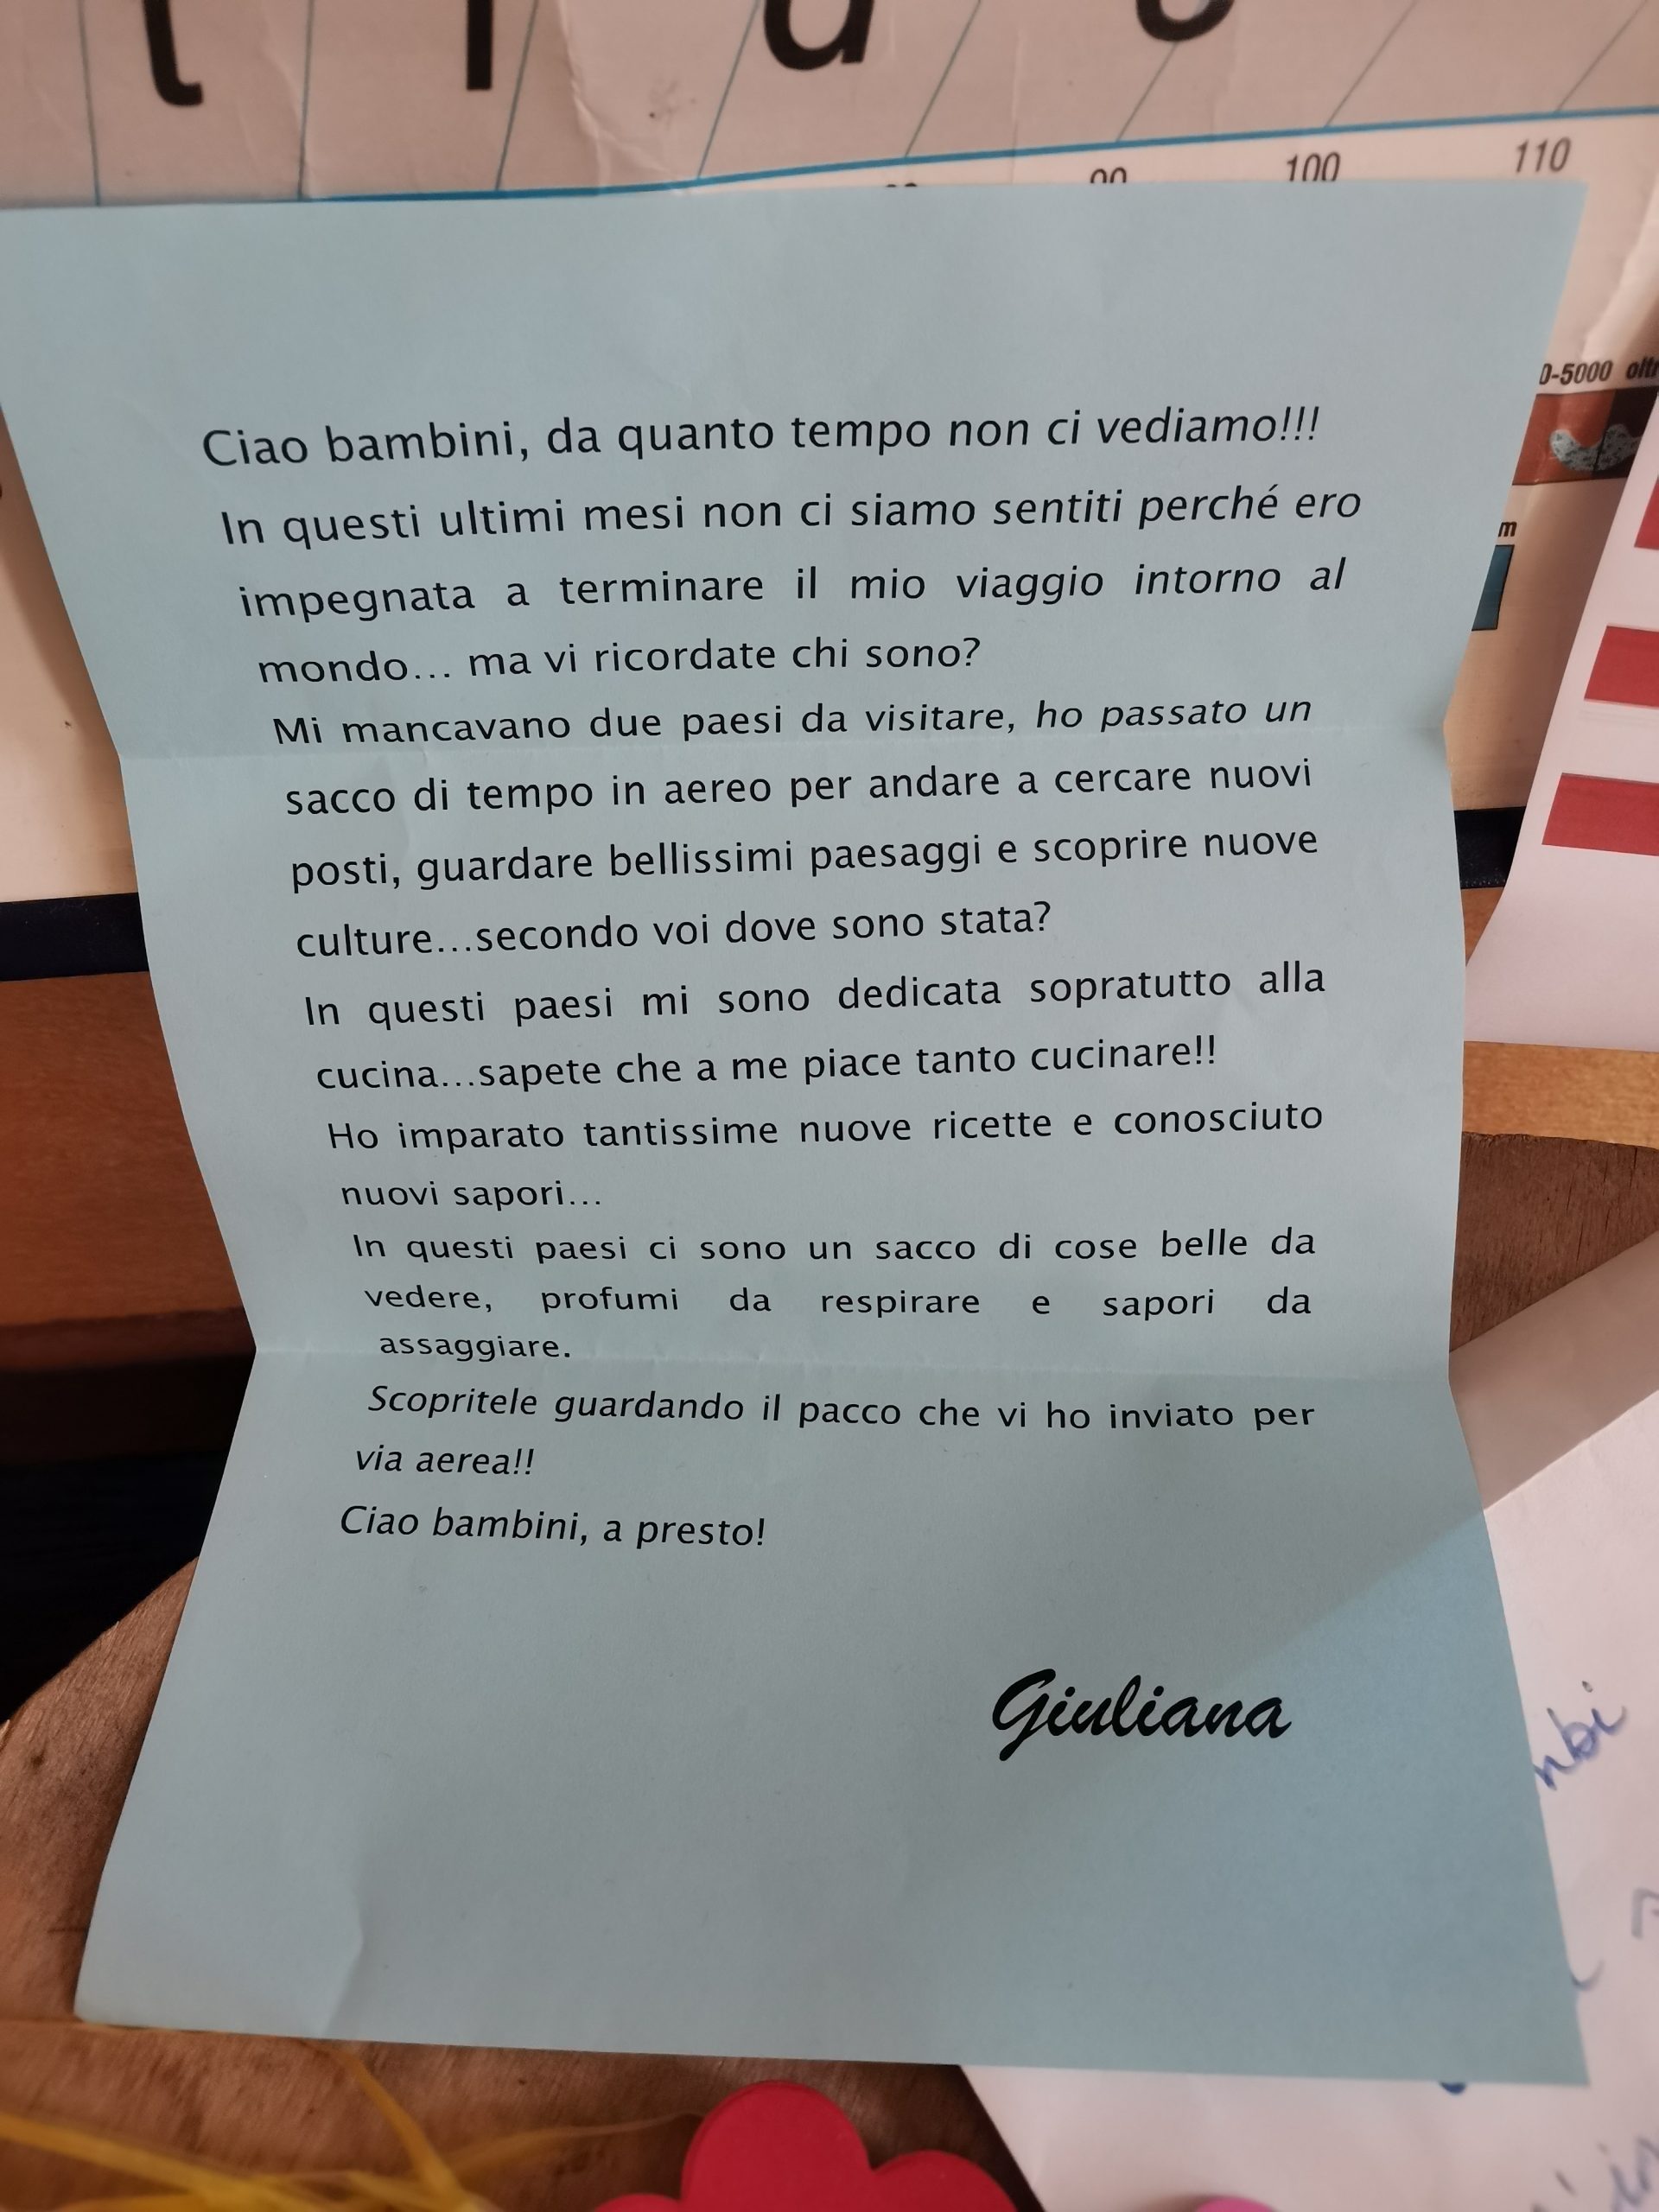 100
110
0-5000
m
Ciao bambini, da quanto tempo non ci vediamo!!!
In questi ultimi mesi non ci siamo sentiti perché ero
impegnata a terminare il mio viaggio intorno al
mondo... ma vi ricordate chi sono?
Mi mancavano due paesi da visitare, ho passato un
sacco di tempo in aereo per andare a cercare nuovi
posti, guardare bellissimi paesaggi e scoprire nuove
culture...secondo voi dove sono stata?
In questi paesi mi sono dedicata sopratutto alla
cucina...sapete che a me piace tanto cucinare!!
Ho imparato tantissime nuove ricette e conosciuto
nuovi sapori...
In questi paesi ci sono un sacco di cose belle da
vedere, profumi da respirare e sapori da
assaggiare.
Scopritele guardando il pacco che vi ho inviato per
via aerea!!
Ciao bambini, a presto!
Giuliana